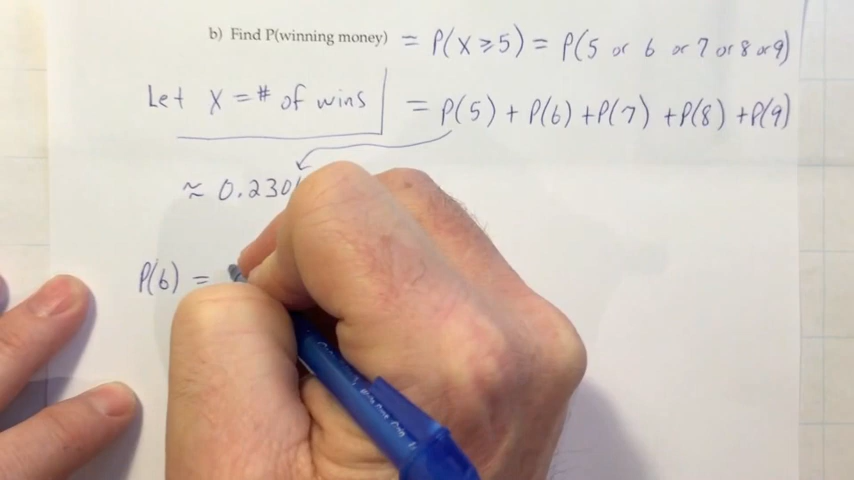 b) Find P(winning money) = P(X ≥ 5) = P(5 or 6 or 7 or 8 or 9)
Let X = # of wins = P(5) + P(6) + P(7) + P(8) + P(9)
≈ 0.230
P(6) =